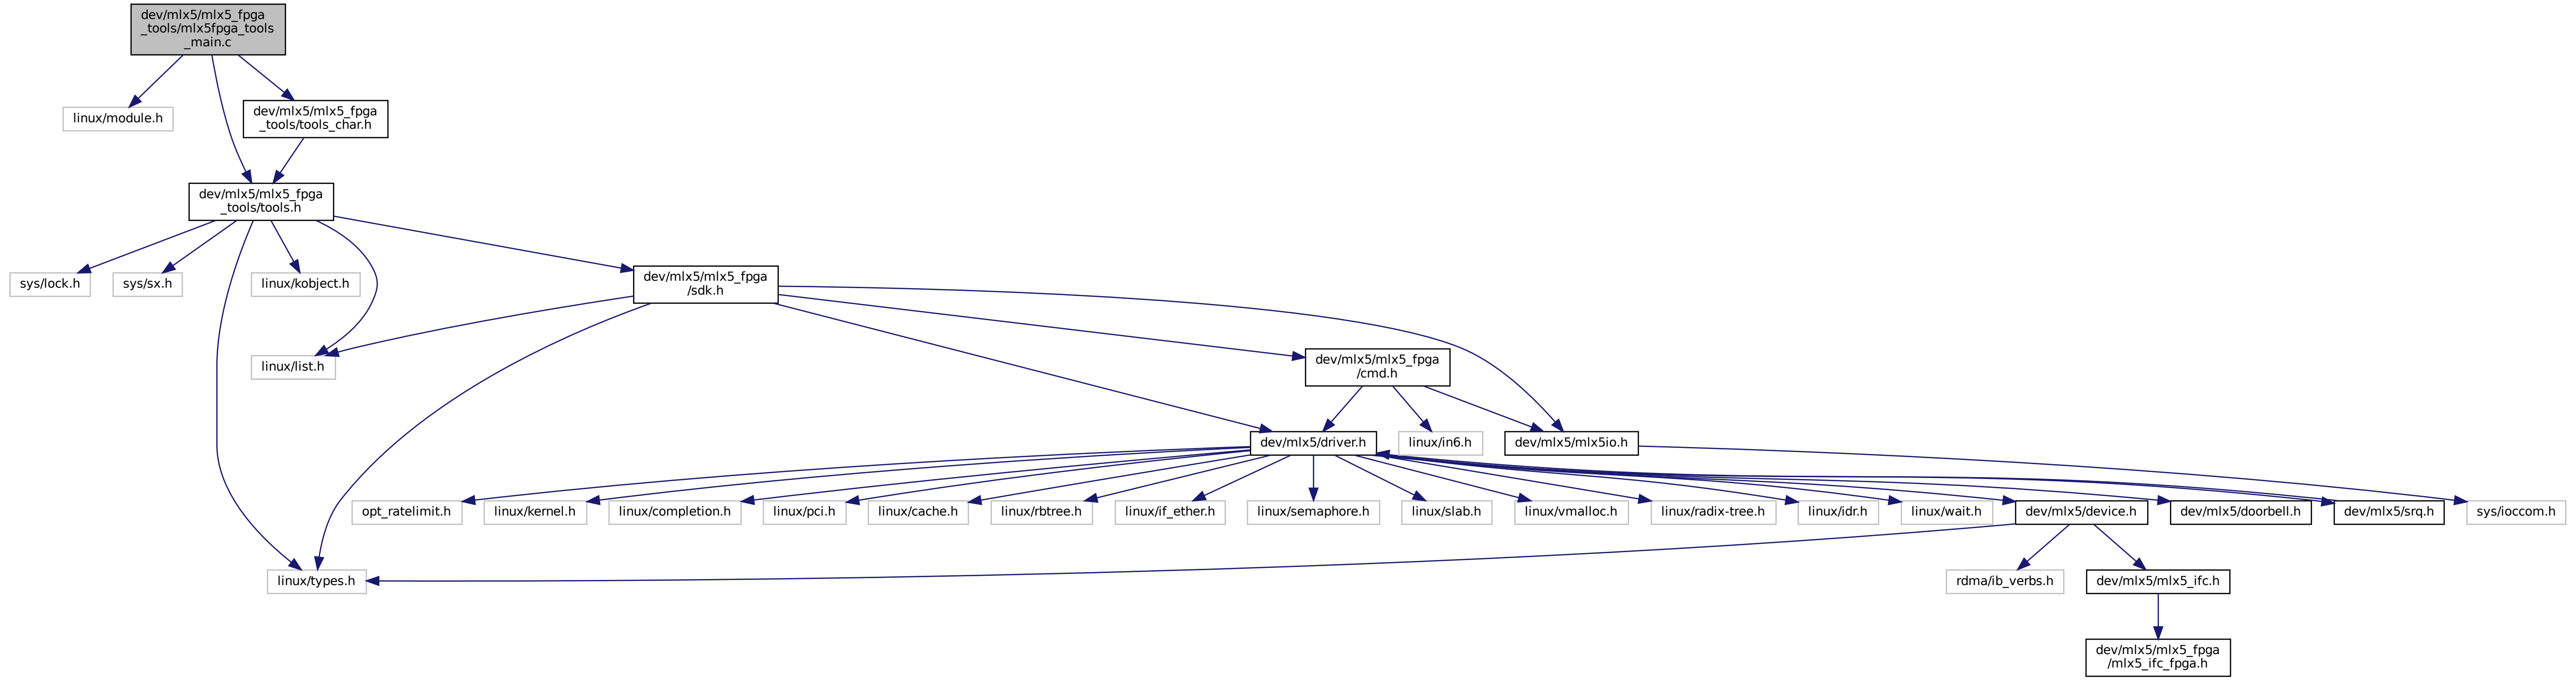 dev/mlx5/mlx5_fpga
_tools/mlx5fpga_tools
_main.c
linux/module.h
dev/mlx5/mlx5_fpga
_tools/tools_char.h
dev/mlx5/mlx5_fpga
_tools/tools.h
sys/lock.h
sys/sx.h
linux/kobject.h
dev/mlx5/mlx5_fpga
/sdk.h
linux/list.h
dev/mlx5/mlx5_fpga
/cmd.h
dev/mlx5/driver.h
linux/in6.h
dev/mlx5/mlx5io.h
opt_ratelimit.h
linux/kernel.h
linux/completion.h
linux/pci.h
linux/cache.h
linux/rbtree.h
linux/if_ether.h
linux/semaphore.h
linux/slab.h
linux/vmalloc.h
linux/radix-tree.h
linux/idr.h
linux/wait.h
dev/mlx5/device.h
dev/mlx5/doorbell.h
dev/mlx5/srq.h
sys/ioccom.h
linux/types.h
rdma/ib_verbs.h
dev/mlx5/mlx5_ifc.h
dev/mlx5/mlx5_fpga
/mlx5_ifc_fpga.h